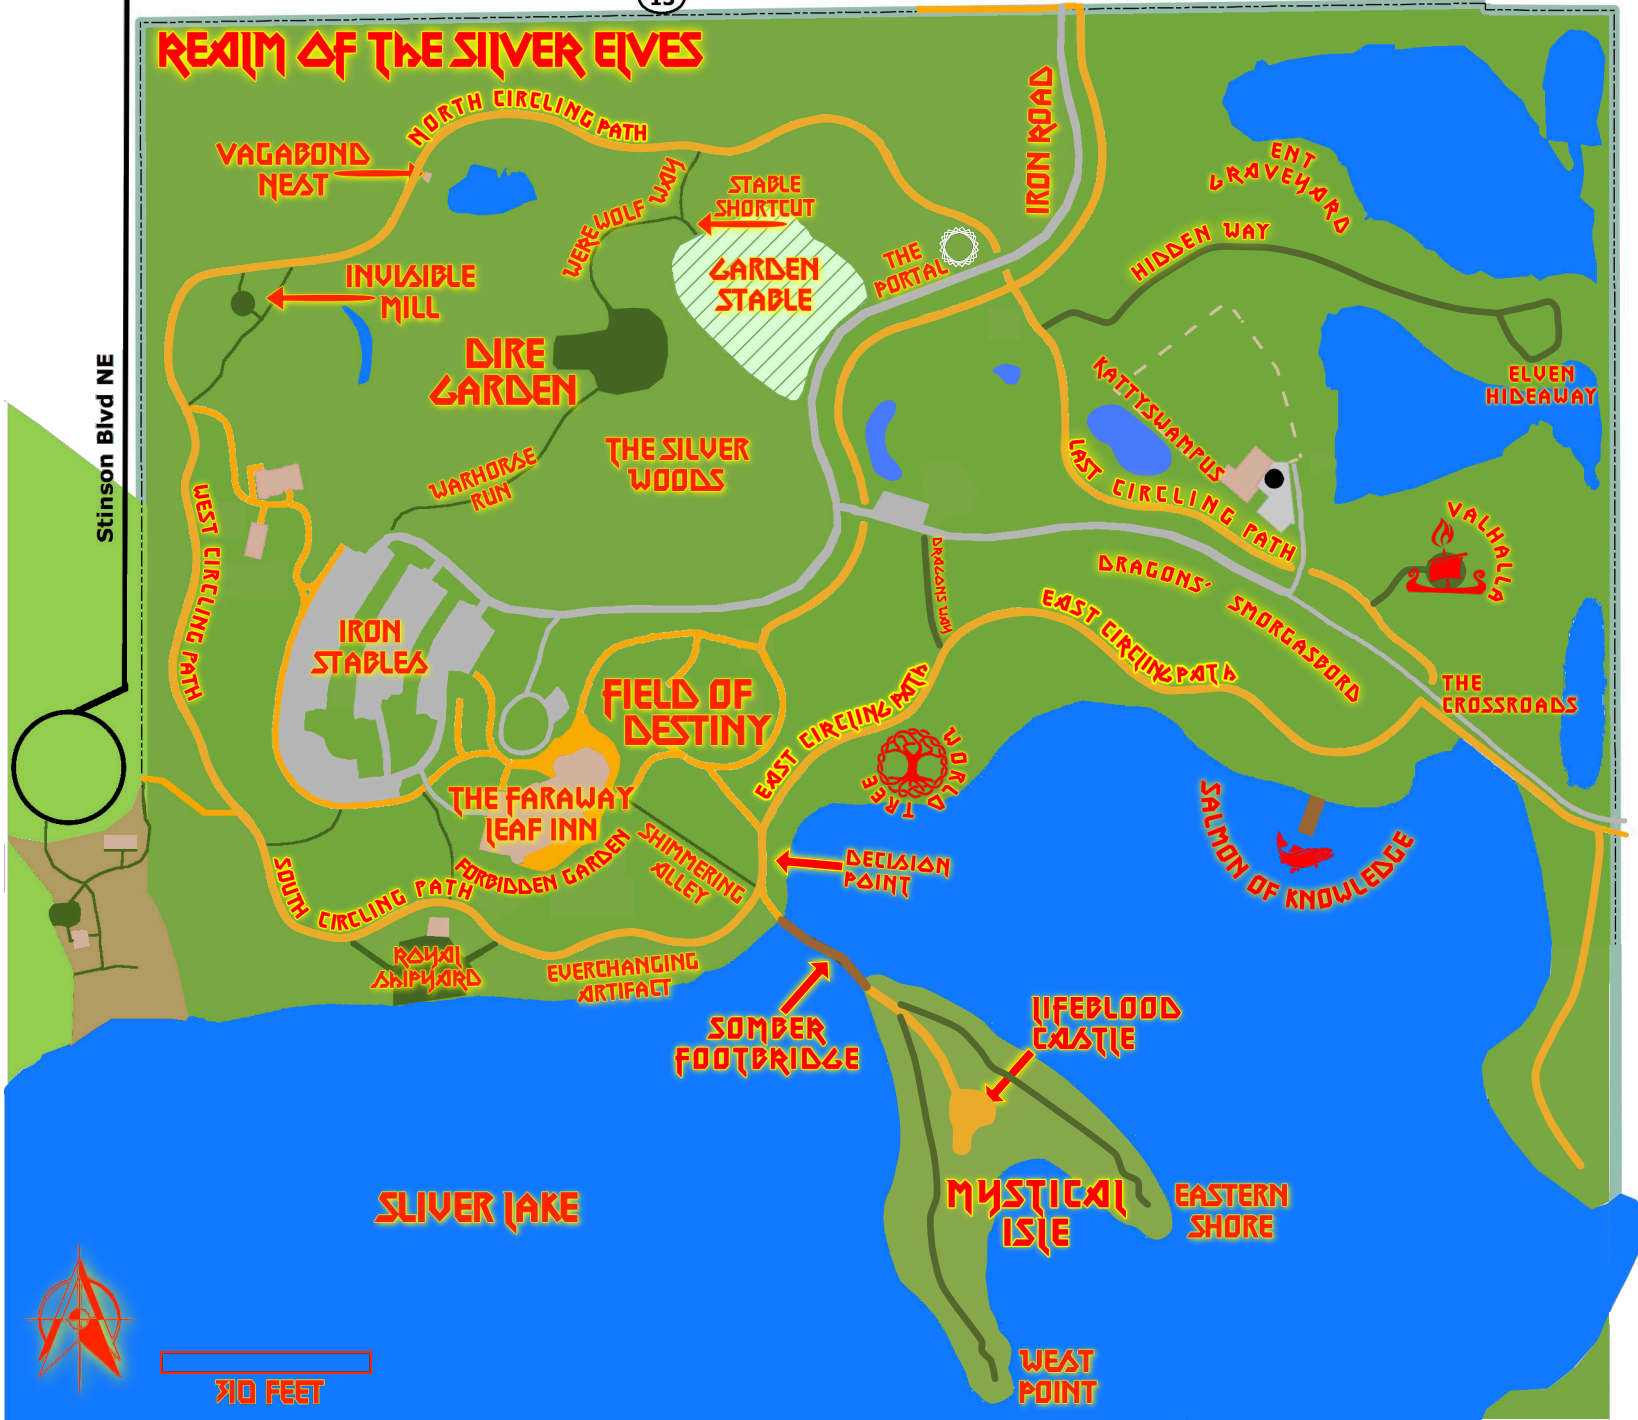 13
REALM OF THE SILVER ELVES
NORTH CIRCLING PATH
IRON ROAD
VAGABOND
NEST
ENT
GRAVEYARD
WEREWOLF WAY
STABLE
SHORTCUT
HIDDEN WAY
THE
PORTAL
GARDEN
STABLE
INVISIBLE
MILL
DIRE
GARDEN
Stinson Blvd NE
KATTYSWAMPUS
ELVEN
HIDEAWAY
THE SILVER
WOODS
WARHORSE
RUN
LAST CIRCLING PATH
WEST CIRCLING PATH
VALHALLA
DRAGONS WAY
DRAGONS' SMORGASBORD
EAST CIRCLING PATH
IRON
STABLES
THE
CROSSROADS
FIELD OF
DESTINY
EAST CIRCLING PATH
WORLD TREE
THE FARAWAY
LEAF INN
SALMON OF KNOWLEDGE
FORBIDDEN GARDEN
SHIMMERING
ALLEY
DECISION
POINT
SOUTH CIRCLING PATH
ROYAL
SHIPYARD
EVERCHANGING
ARTIFACT
SOMBER
FOOTBRIDGE
LIFEBLOOD
CASTLE
SLIVER LAKE
MYSTICAL
ISLE
EASTERN
SHORE
WEST
POINT
310 FEET